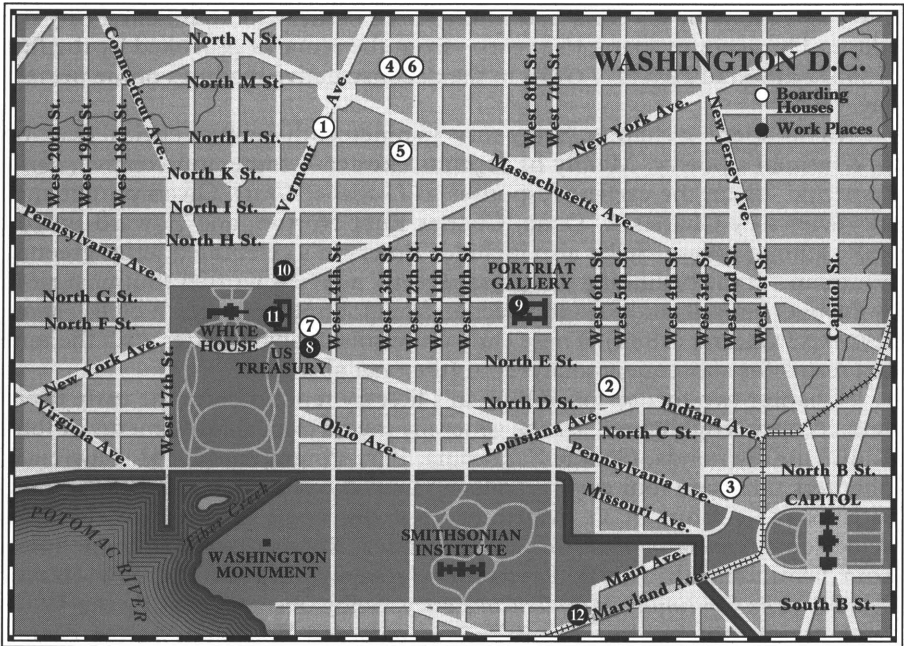 WASHINGTON D.C.
Boarding
Houses
Work Places
North N St.
North M St.
North L St.
North K St.
North I St.
North H St.
North G St.
North F St.
Connecticut Ave.
Vermont Ave.
West 20th St.
West 19th St.
West 18th St.
West 8th St.
West 7th St.
New York Ave.
New Jersey Ave.
Massachusetts Ave.
4
6
1
5
Pennsylvania Ave.
10
11
WHITE
HOUSE
7
8
US
TREASURY
West 14th St.
West 13th St.
West 12th St.
West 11th St.
West 10th St.
PORTRIAT
GALLERY
9
West 6th St.
West 5th St.
West 4th St.
West 3rd St.
West 2nd St.
West 1st St.
Capitol St.
New York Ave.
Virginia Ave.
West 17th St.
North E St.
2
North D St.
Ohio Ave.
Louisiana Ave.
Indiana Ave.
North C St.
Pennsylvania Ave.
North B St.
3
Missouri Ave.
CAPITOL
POTOMAC
RIVER
Fiber Creek
WASHINGTON
MONUMENT
SMITHSONIAN
INSTITUTE
Main Ave.
Maryland Ave.
12
South B St.